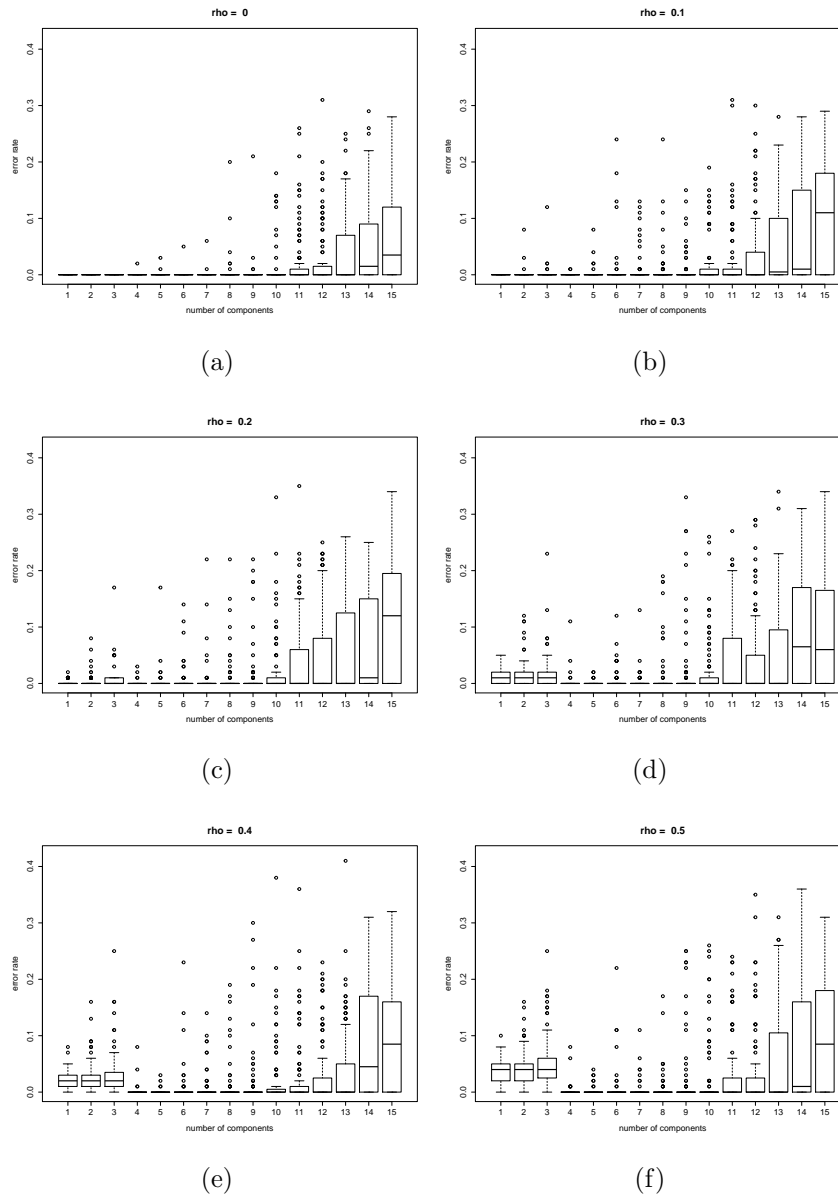 rho = 0
rho = 0.1
0.4
0.3
0.2
0.1
0.0
error rate
1 2 3 4 5 6 7 8 9 10 11 12 13 14 15
number of components
0.4
0.3
0.2
0.1
0.0
error rate
1 2 3 4 5 6 7 8 9 10 11 12 13 14 15
number of components
(a)
(b)
rho = 0.2
rho = 0.3
0.4
0.3
0.2
0.1
0.0
error rate
1 2 3 4 5 6 7 8 9 10 11 12 13 14 15
number of components
0.4
0.3
0.2
0.1
0.0
error rate
1 2 3 4 5 6 7 8 9 10 11 12 13 14 15
number of components
(c)
(d)
rho = 0.4
rho = 0.5
0.4
0.3
0.2
0.1
0.0
error rate
1 2 3 4 5 6 7 8 9 10 11 12 13 14 15
number of components
0.4
0.3
0.2
0.1
0.0
error rate
1 2 3 4 5 6 7 8 9 10 11 12 13 14 15
number of components
(e)
(f)